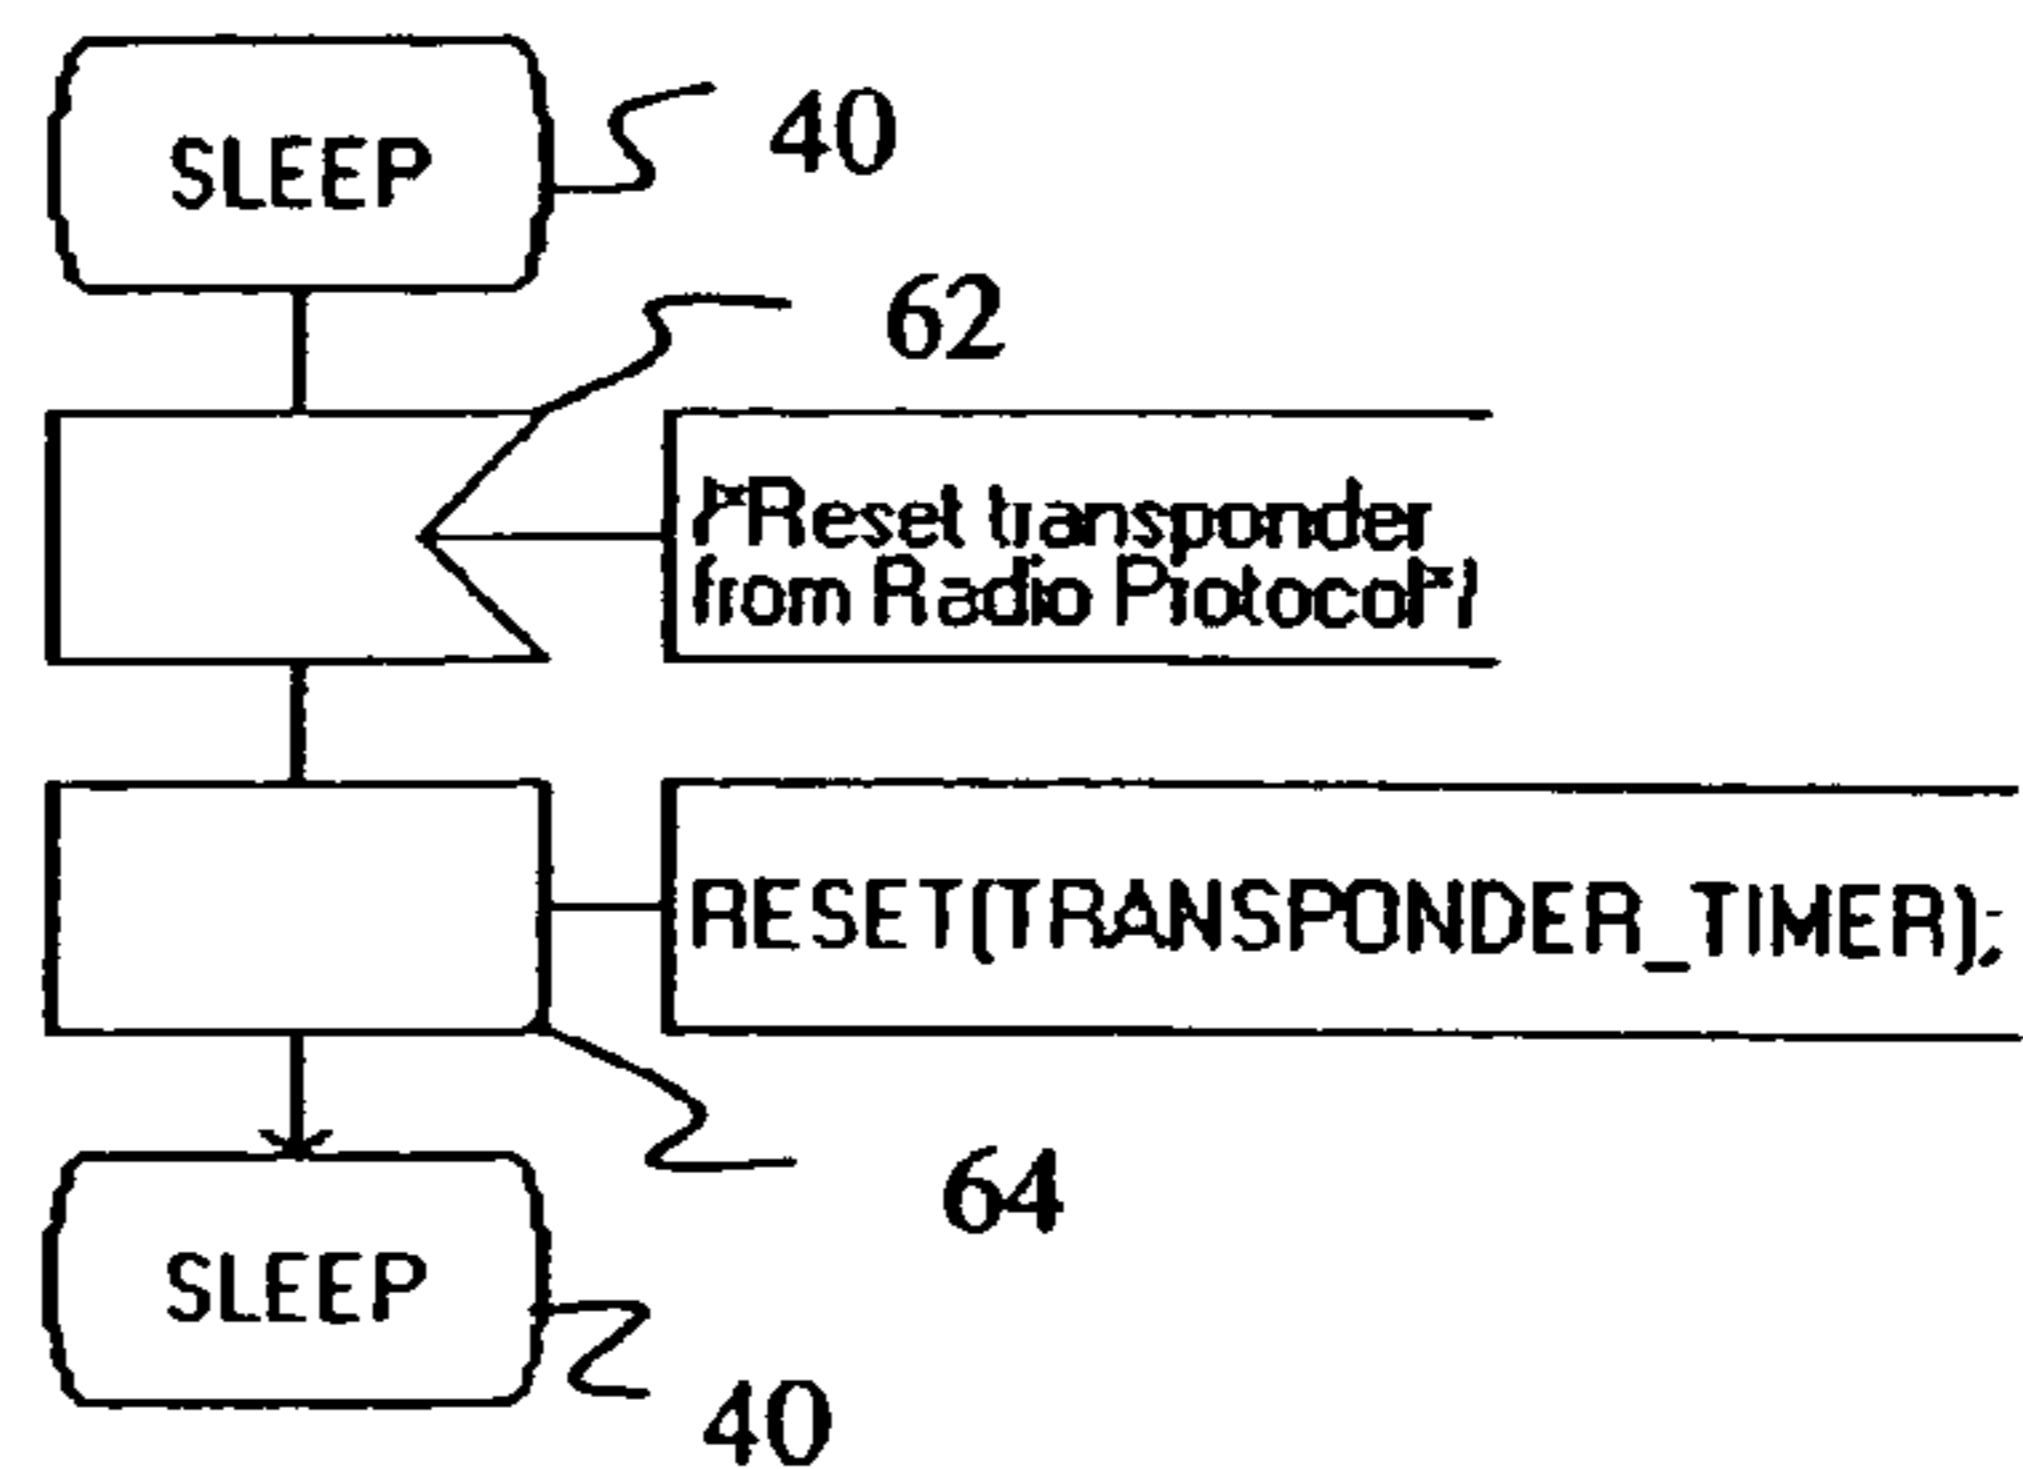 SLEEP
40
62
/*Reset transponder
from Radio Protocol*/
RESET(TRANSPONDER_TIMER);
64
SLEEP
40